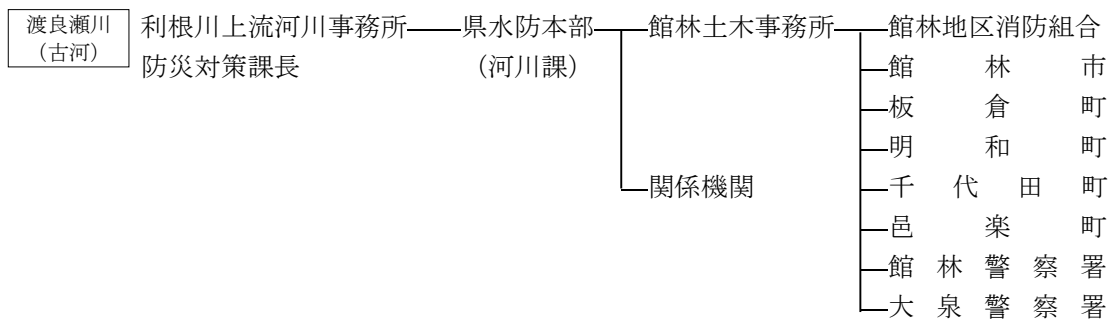 渡良瀬川
（古河）
利根川上流河川事務所 県水防本部 館林土木事務所 館林地区消防組合
防災対策課長 （河川課） 館林市
板倉町
明和町
関係機関 千代田町
邑楽町
館林警察署
大泉警察署